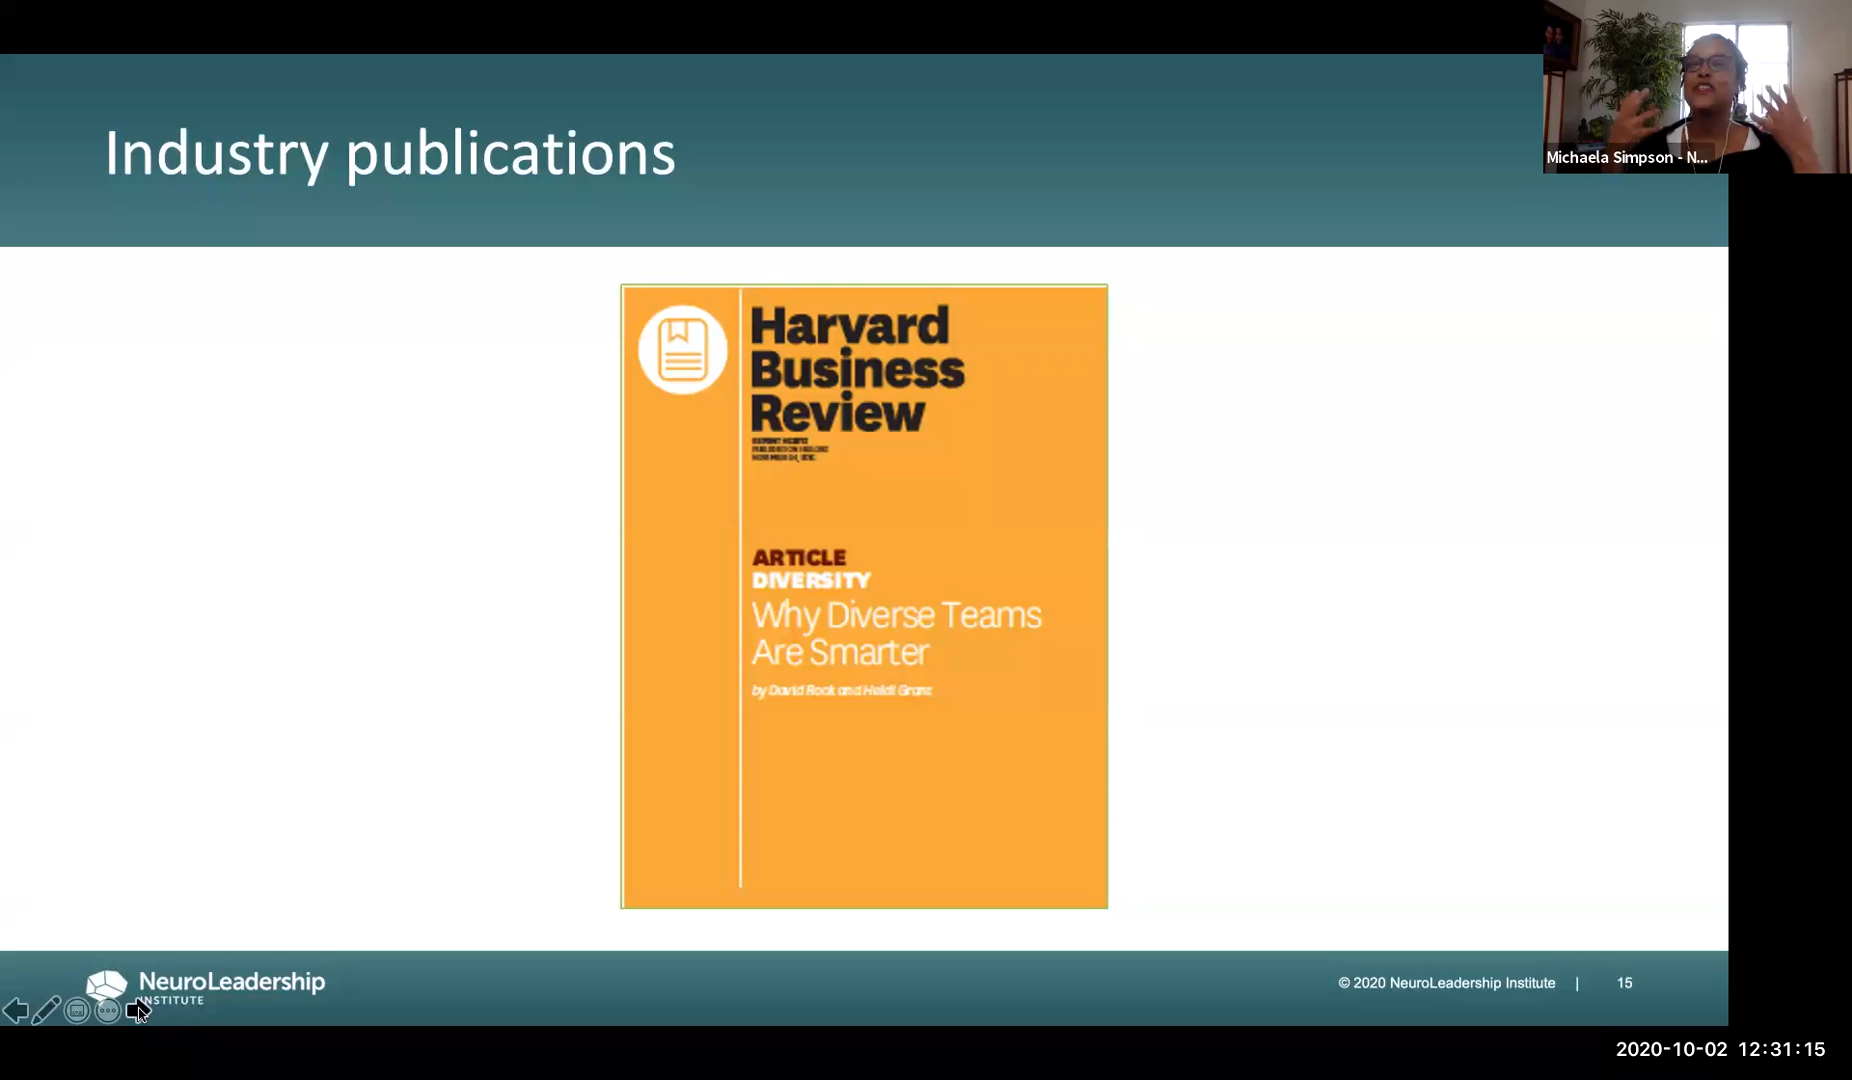 Industry publications
Michaela Simpson - N...
Harvard
Business
Review
ARTICLE
DIVERSITY
Why Diverse Teams
Are Smarter
by David Rock and Heidi Grant
NeuroLeadership
INSTITUTE
© 2020 NeuroLeadership Institute | 15
2020-10-02 12:31:15